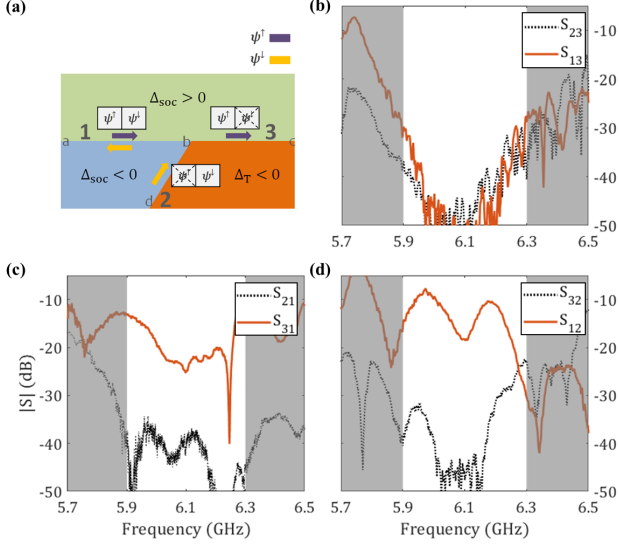 (a)
ψ↑
ψ↓
Δsoc > 0
1
ψ↑ ψ↓
ψ↑ ψ↓
3
a
b
c
Δsoc < 0
ψ↑ ψ↓
ΔT < 0
d
2
(b)
S23
S13
-10
-20
-30
-40
-50
5.7 5.9 6.1 6.3 6.5
(c)
S21
S31
|S| (dB)
-10
-20
-30
-40
-50
5.7 5.9 6.1 6.3 6.5
Frequency (GHz)
(d)
S32
S12
-10
-20
-30
-40
-50
5.7 5.9 6.1 6.3 6.5
Frequency (GHz)